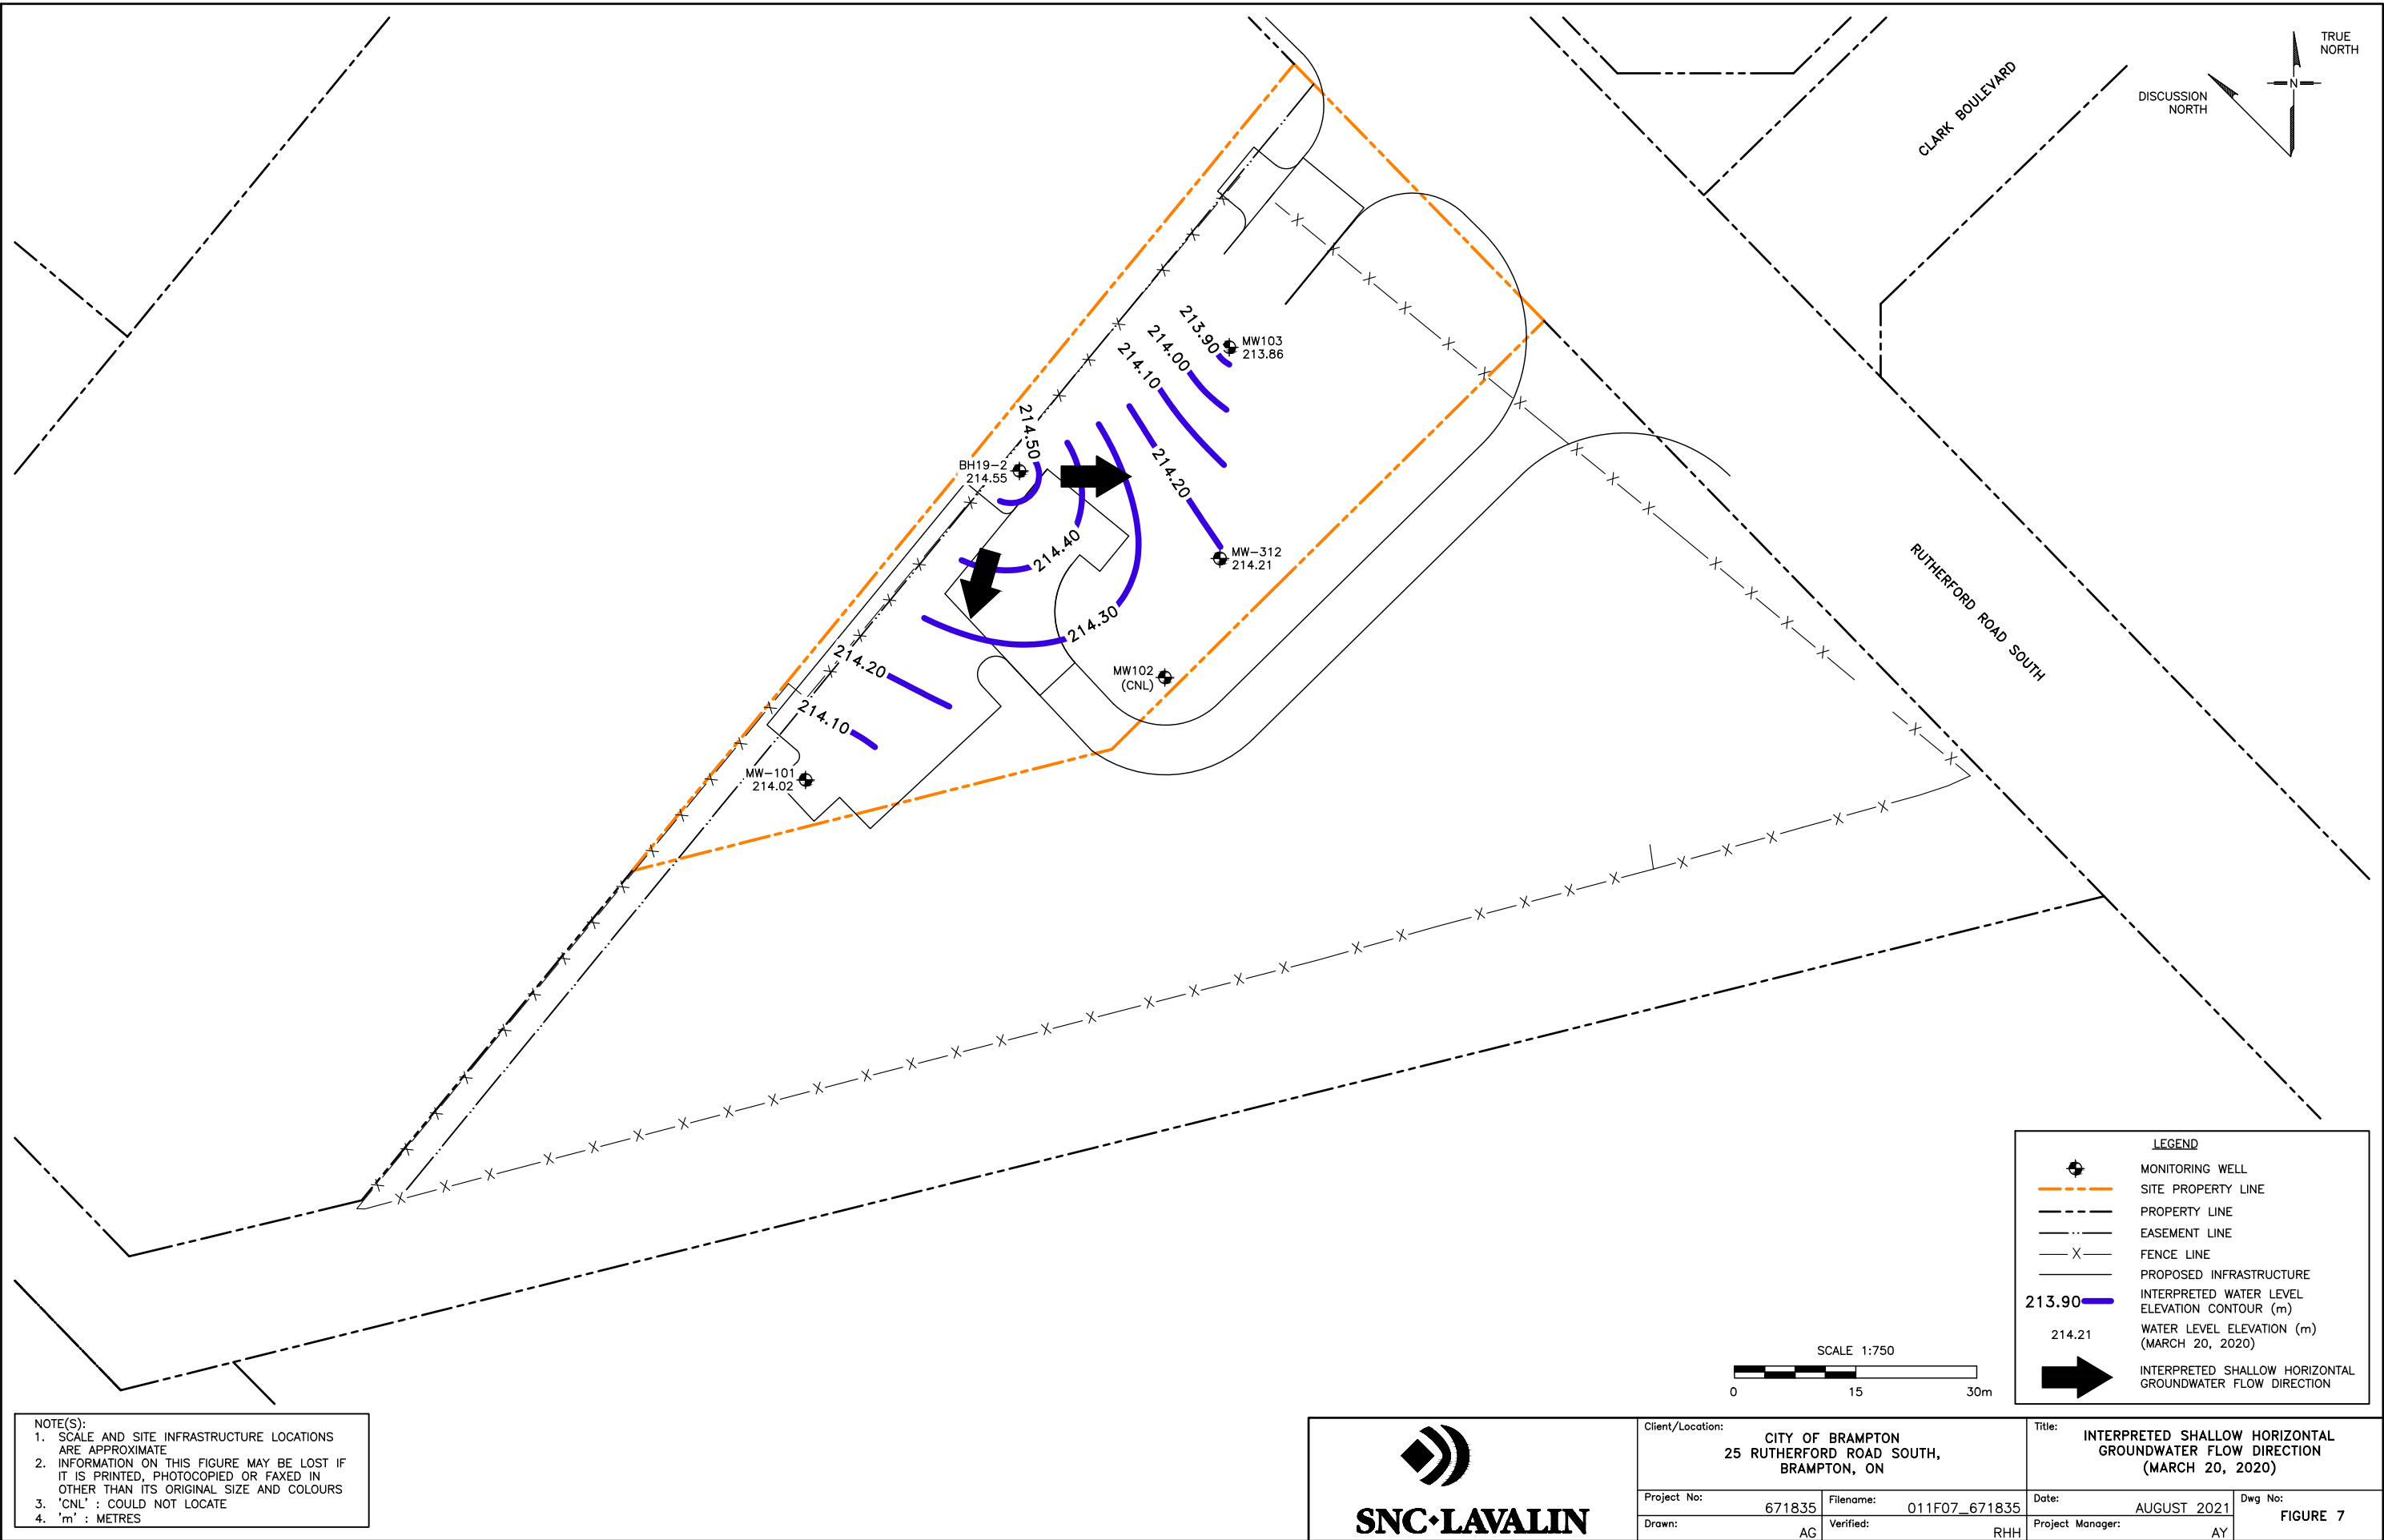 TRUE
NORTH
N
DISCUSSION
NORTH
CLARK BOULEVARD
RUTHERFORD ROAD SOUTH
213.90
MW103
213.86
214.00
214.10
214.50
BH19-2
214.55
214.20
214.40
MW-312
214.21
214.30
214.20
MW102
(CNL)
214.10
MW-101
214.02
LEGEND
MONITORING WELL
SITE PROPERTY LINE
PROPERTY LINE
EASEMENT LINE
X FENCE LINE
PROPOSED INFRASTRUCTURE
213.90 INTERPRETED WATER LEVEL
ELEVATION CONTOUR (m)
214.21 WATER LEVEL ELEVATION (m)
(MARCH 20, 2020)
INTERPRETED SHALLOW HORIZONTAL
GROUNDWATER FLOW DIRECTION
SCALE 1:750
0 15 30m
NOTE(S):
1. SCALE AND SITE INFRASTRUCTURE LOCATIONS
ARE APPROXIMATE
2. INFORMATION ON THIS FIGURE MAY BE LOST IF
IT IS PRINTED, PHOTOCOPIED OR FAXED IN
OTHER THAN ITS ORIGINAL SIZE AND COLOURS
3. 'CNL' : COULD NOT LOCATE
4. 'm' : METRES
SNC•LAVALIN
Client/Location:
CITY OF BRAMPTON
25 RUTHERFORD ROAD SOUTH,
BRAMPTON, ON
Title:
INTERPRETED SHALLOW HORIZONTAL
GROUNDWATER FLOW DIRECTION
(MARCH 20, 2020)
Project No: 671835
Filename: 011F07_671835
Date: AUGUST 2021
Dwg No:
FIGURE 7
Drawn: AG
Verified: RHH
Project Manager: AY